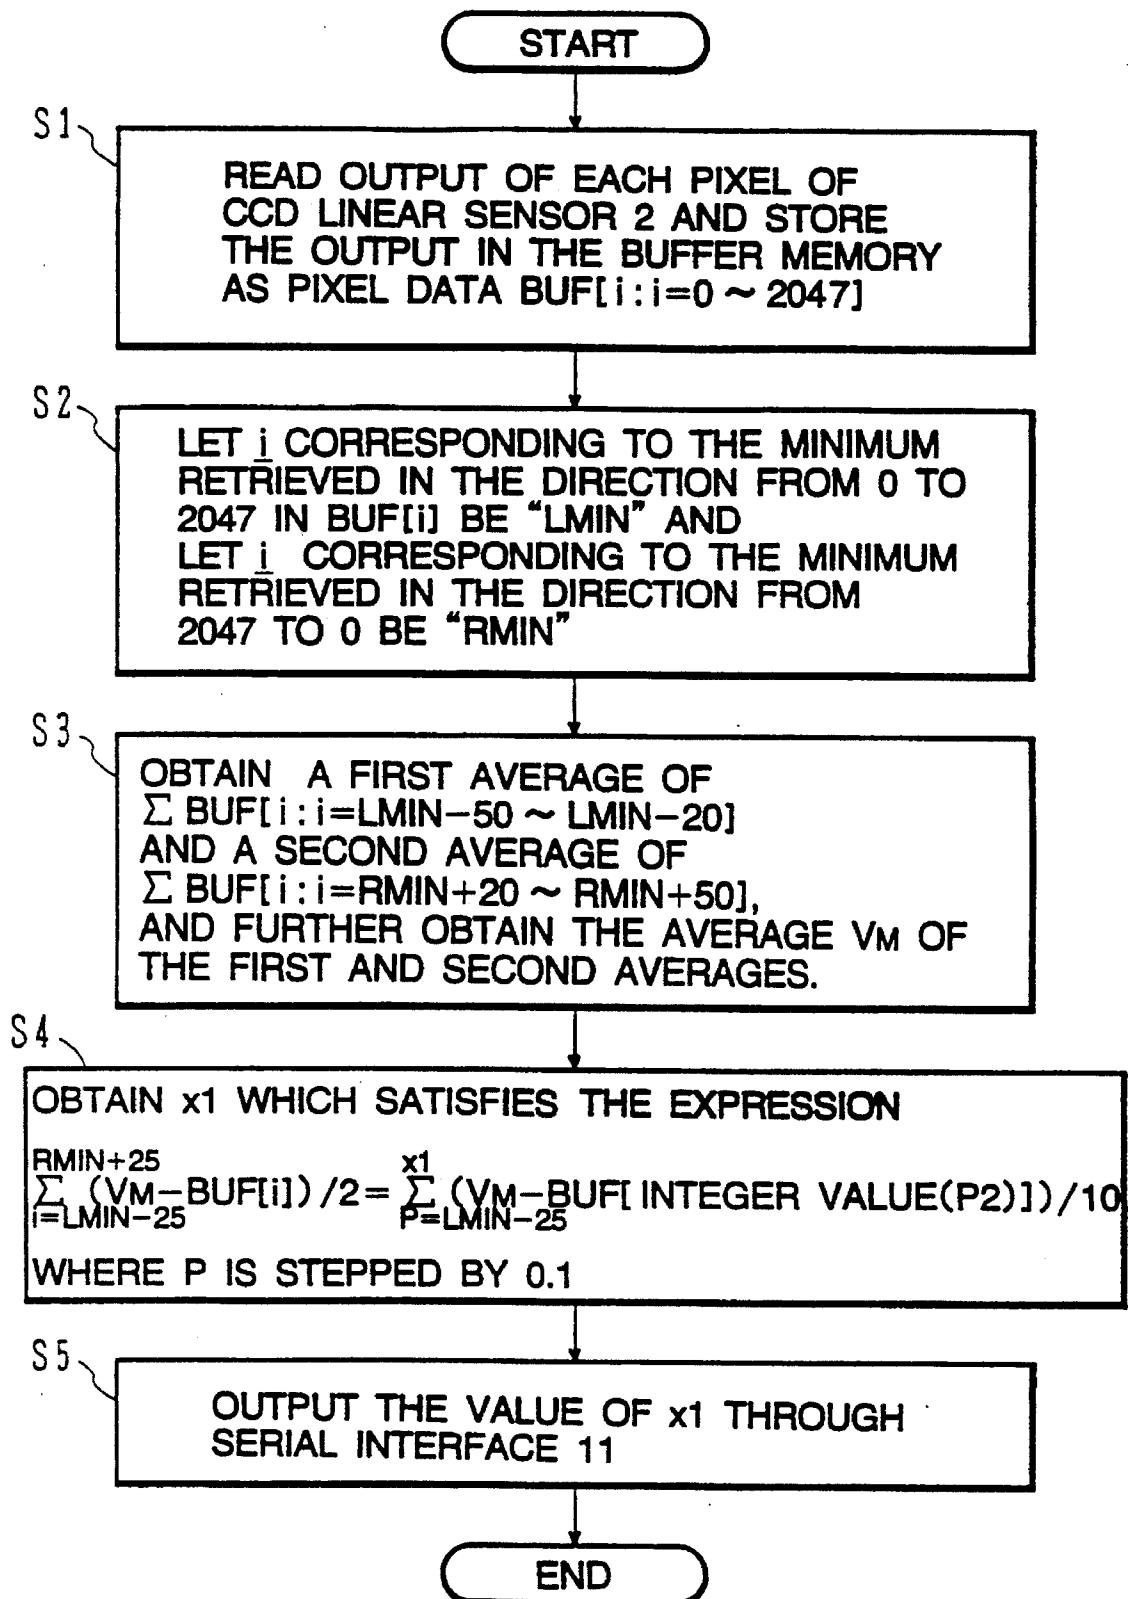 START
S1
READ OUTPUT OF EACH PIXEL OF
CCD LINEAR SENSOR 2 AND STORE
THE OUTPUT IN THE BUFFER MEMORY
AS PIXEL DATA BUF[i:i=0 ~ 2047]
S2
LET i CORRESPONDING TO THE MINIMUM
RETRIEVED IN THE DIRECTION FROM 0 TO
2047 IN BUF[i] BE “LMIN” AND
LET i CORRESPONDING TO THE MINIMUM
RETRIEVED IN THE DIRECTION FROM
2047 TO 0 BE “RMIN”
S3
OBTAIN A FIRST AVERAGE OF
Σ BUF[i:i=LMIN−50 ~ LMIN−20]
AND A SECOND AVERAGE OF
Σ BUF[i:i=RMIN+20 ~ RMIN+50],
AND FURTHER OBTAIN THE AVERAGE VM OF
THE FIRST AND SECOND AVERAGES.
S4
OBTAIN x1 WHICH SATISFIES THE EXPRESSION
RMIN+25 x1
Σ (VM−BUF[i])/2= Σ (VM−BUF[INTEGER VALUE(P2)])/10
i=LMIN−25 P=LMIN−25
WHERE P IS STEPPED BY 0.1
S5
OUTPUT THE VALUE OF x1 THROUGH
SERIAL INTERFACE 11
END